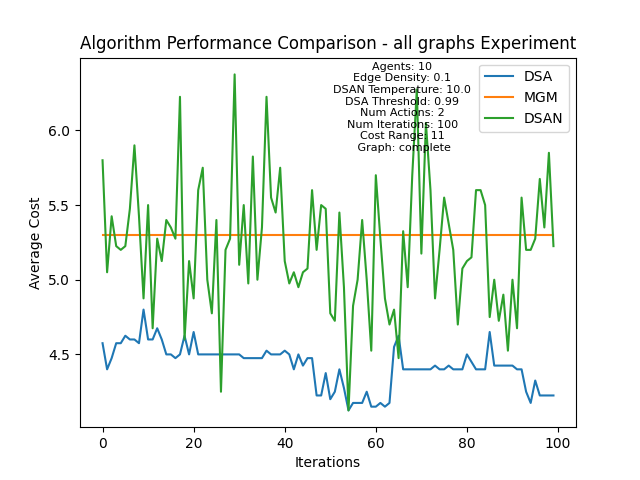 Algorithm Performance Comparison - all graphs Experiment
Agents: 10
Edge Density: 0.1
DSAN Temperature: 10.0
DSA Threshold: 0.99
Num Actions: 2
Num Iterations: 100
Cost Range: 11
Graph: complete
DSA
MGM
DSAN
Average Cost
6.0
5.5
5.0
4.5
0
20
40
60
80
100
Iterations